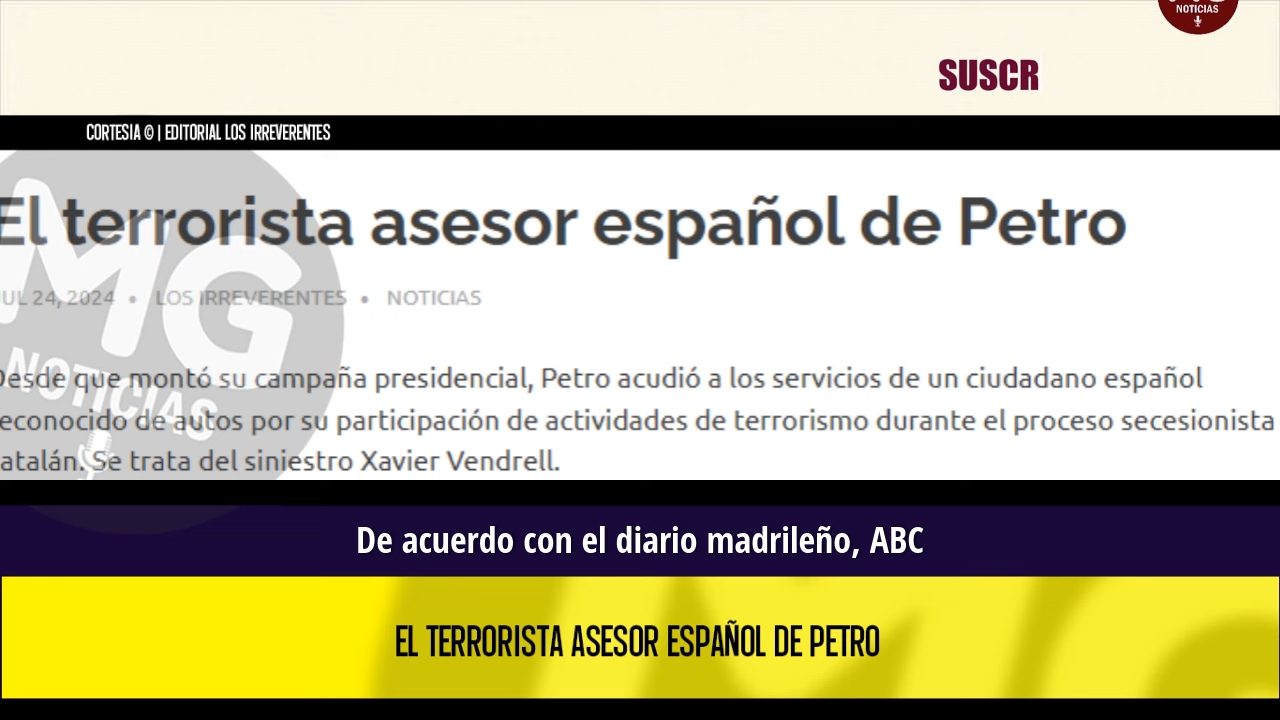 NOTICIAS
SUSCR
CORTESIA © | EDITORIAL LOS IRREVERENTES
El terrorista asesor español de Petro
JUL 24, 2024 • LOS IRREVERENTES • NOTICIAS
MG
NOTICIAS
Desde que montó su campaña presidencial, Petro acudió a los servicios de un ciudadano español
reconocido de autos por su participación de actividades de terrorismo durante el proceso secesionista
catalán. Se trata del siniestro Xavier Vendrell.
De acuerdo con el diario madrileño, ABC
EL TERRORISTA ASESOR ESPAÑOL DE PETRO